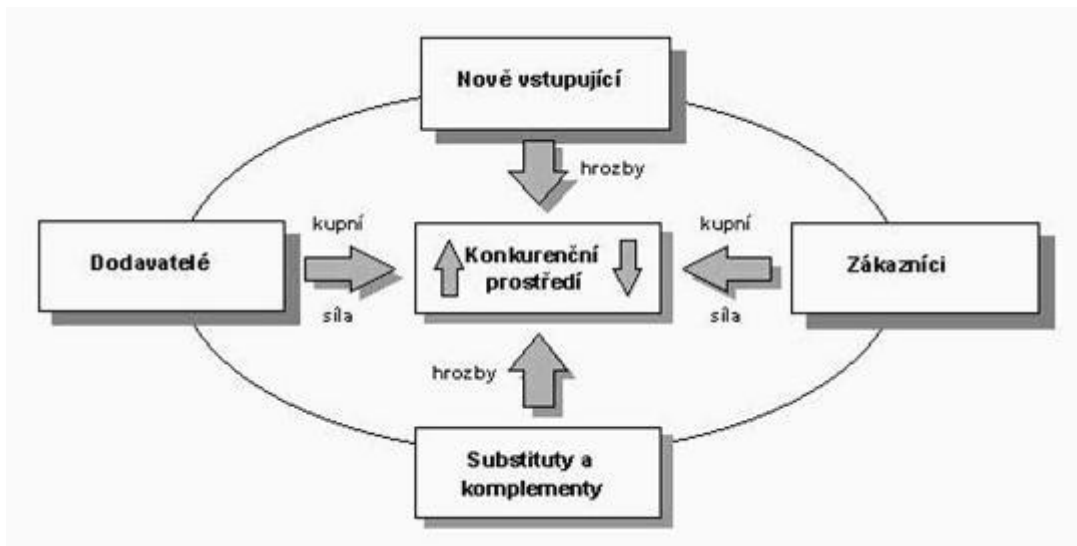 Nově vstupující
hrozby
kupní
síla
Dodavatelé
Konkurenční
prostředí
kupní
síla
Zákazníci
hrozby
Substituty a
komplementy